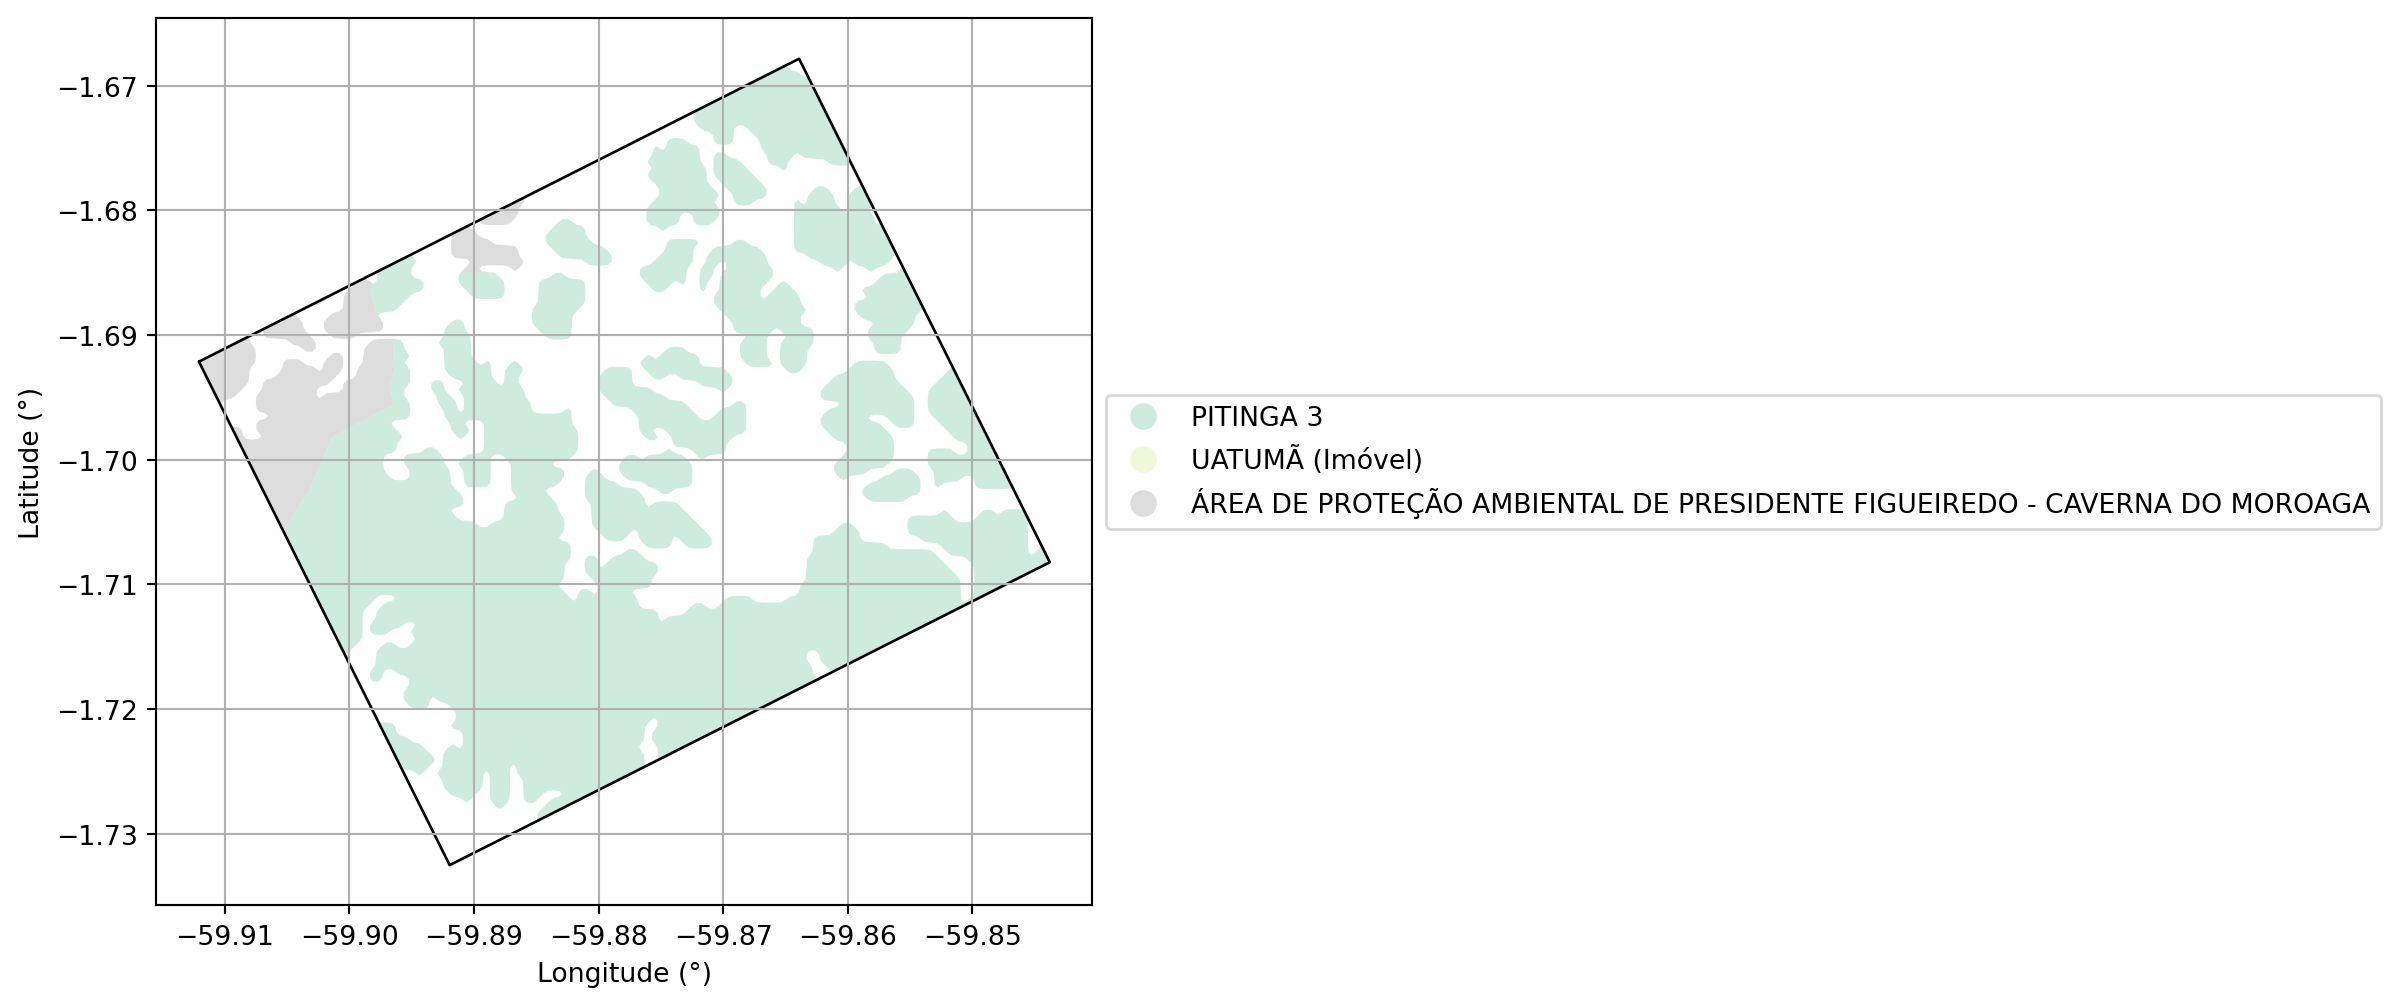 −1.67
−1.68
−1.69
−1.70
−1.71
−1.72
−1.73
Latitude (°)
−59.91 −59.90 −59.89 −59.88 −59.87 −59.86 −59.85
Longitude (°)
PITINGA 3
UATUMÃ (Imóvel)
ÁREA DE PROTEÇÃO AMBIENTAL DE PRESIDENTE FIGUEIREDO - CAVERNA DO MOROAGA